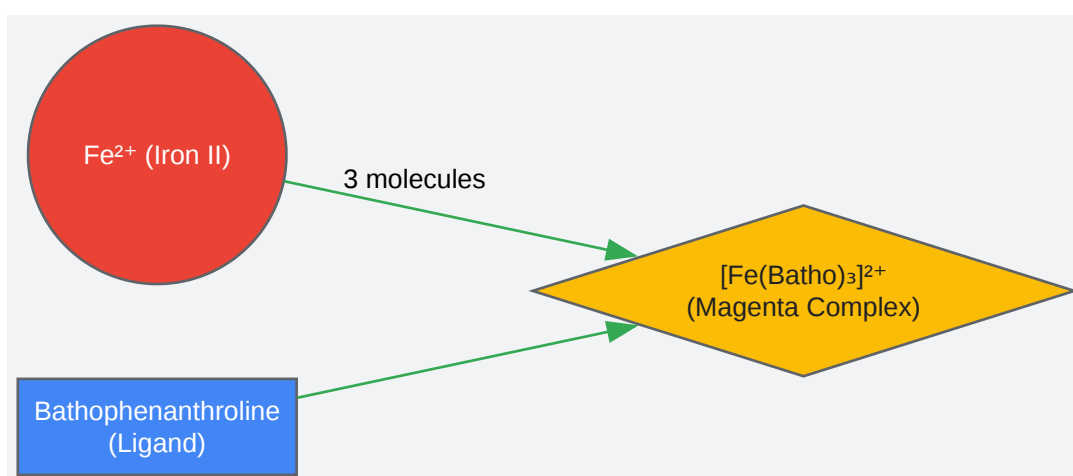 Fe²⁺ (Iron II)
3 molecules
[Fe(Batho)₃]²⁺
(Magenta Complex)
Bathophenanthroline
(Ligand)